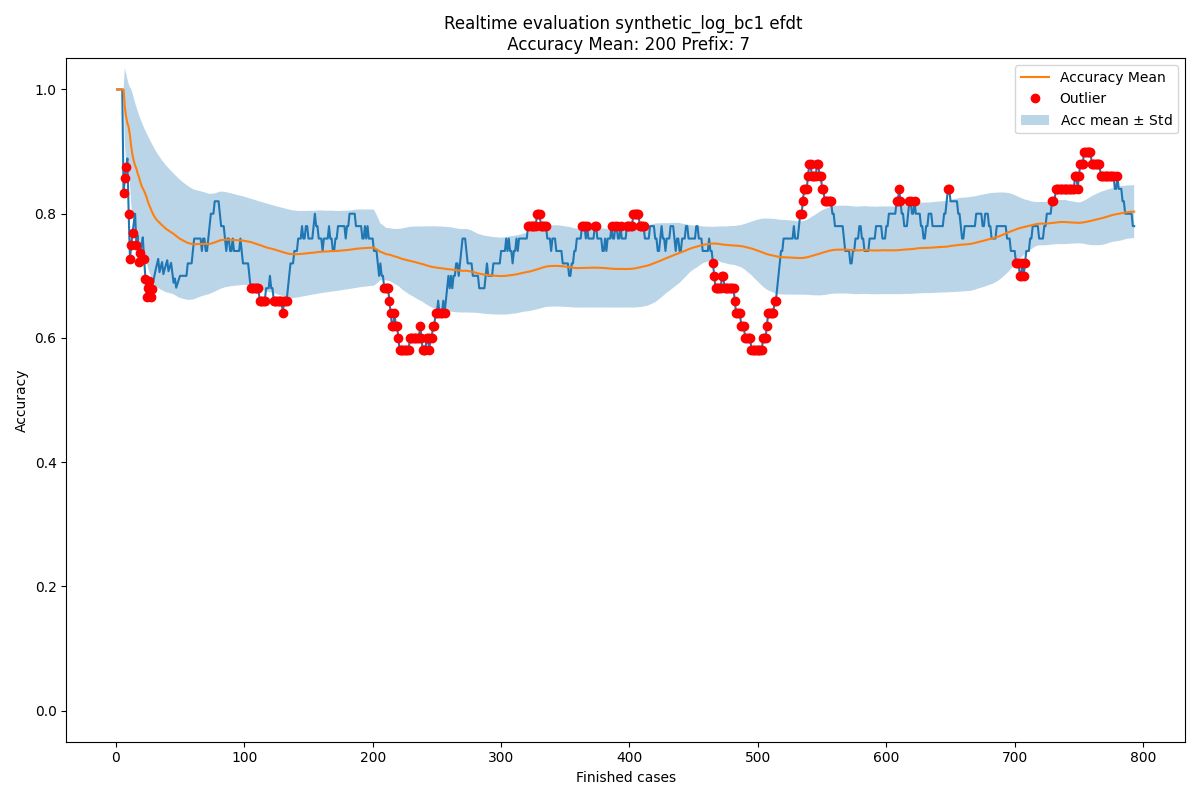 Realtime evaluation synthetic_log_bc1 efdt
Accuracy Mean: 200 Prefix: 7
Accuracy Mean
Outlier
Acc mean ± Std
Accuracy
1.0
0.8
0.6
0.4
0.2
0.0
0 100 200 300 400 500 600 700 800
Finished cases